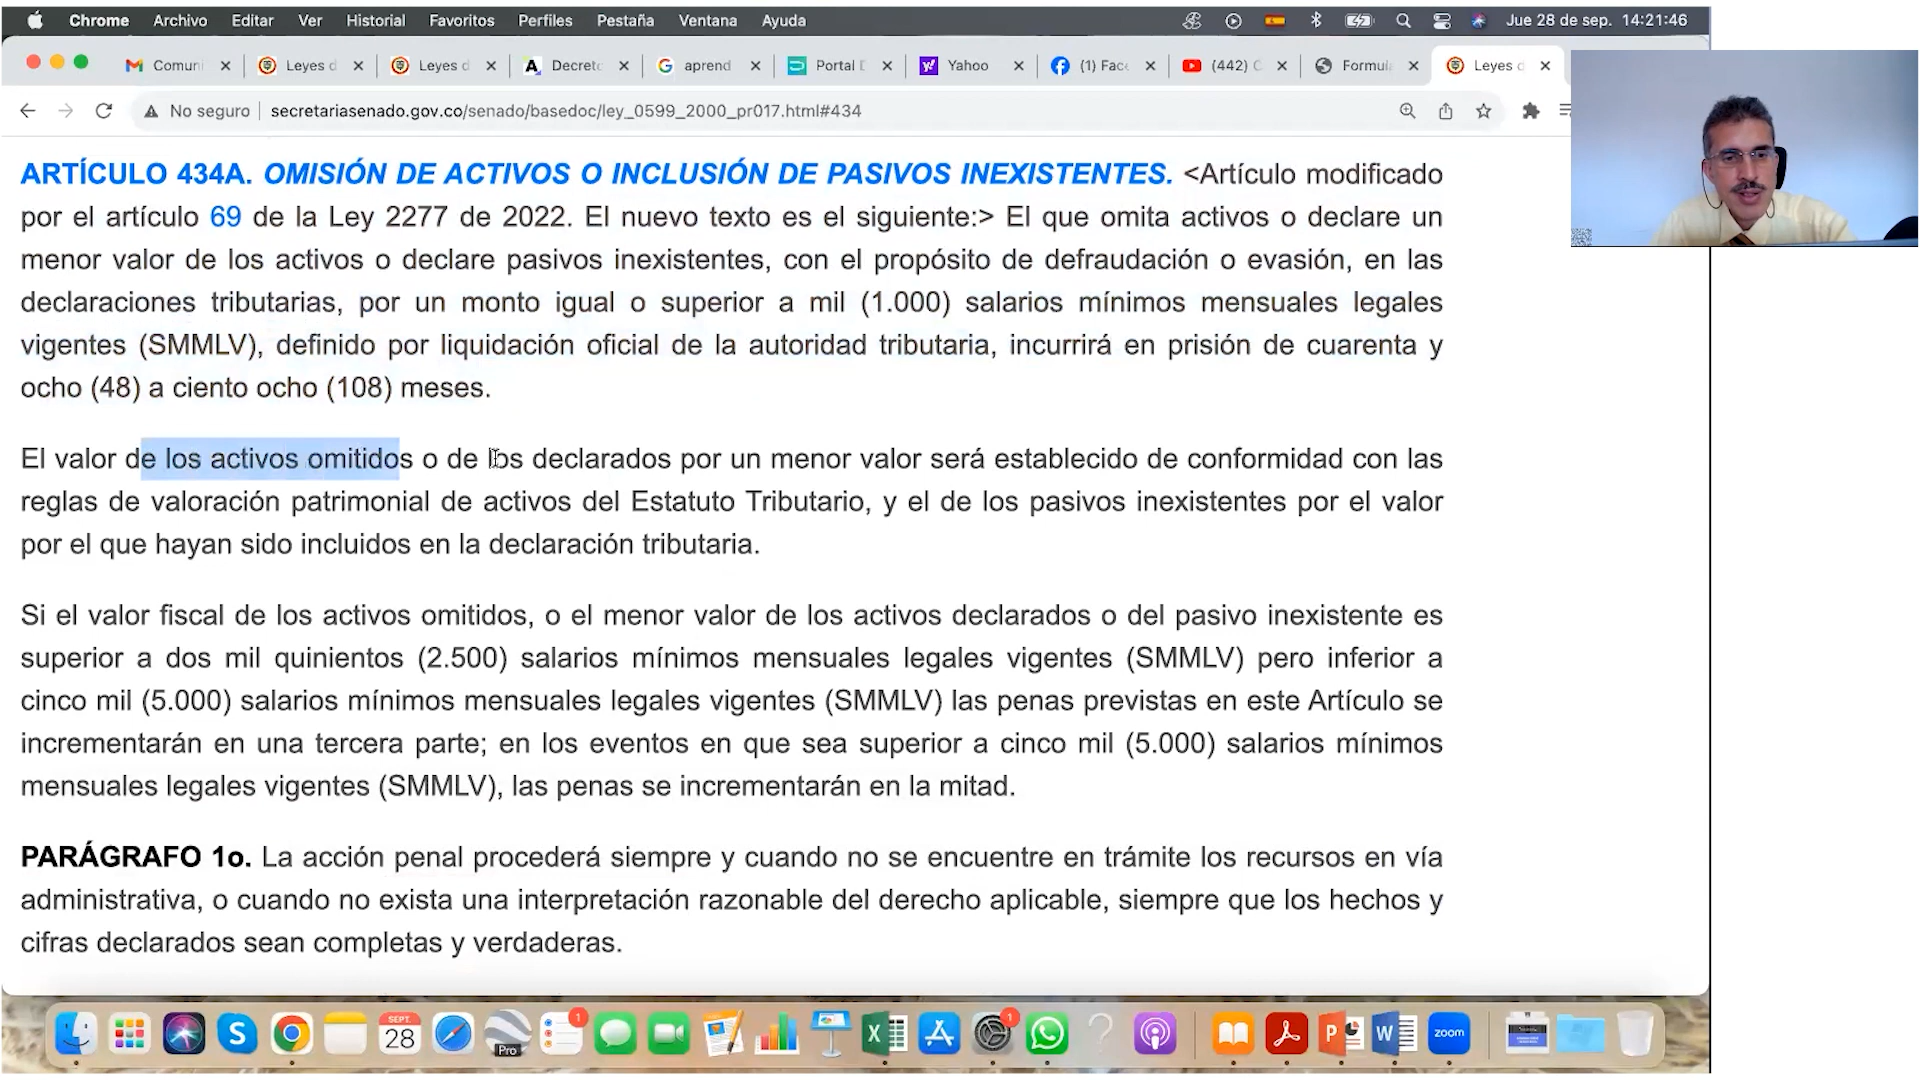 Chrome Archivo Editar Ver Historial Favoritos Perfiles Pestaña Ventana Ayuda Jue 28 de sep. 14:21:46
Comuni Leyes d Leyes d Decreto aprend Portal D Yahoo (1) Fac (442) C Formul Leyes d
No seguro secretariasenado.gov.co/senado/basedoc/ley_0599_2000_pr017.html#434
ARTÍCULO 434A. OMISIÓN DE ACTIVOS O INCLUSIÓN DE PASIVOS INEXISTENTES. <Artículo modificado
por el artículo 69 de la Ley 2277 de 2022. El nuevo texto es el siguiente:> El que omita activos o declare un
menor valor de los activos o declare pasivos inexistentes, con el propósito de defraudación o evasión, en las
declaraciones tributarias, por un monto igual o superior a mil (1.000) salarios mínimos mensuales legales
vigentes (SMMLV), definido por liquidación oficial de la autoridad tributaria, incurrirá en prisión de cuarenta y
ocho (48) a ciento ocho (108) meses.
El valor de los activos omitidos o de los declarados por un menor valor será establecido de conformidad con las
reglas de valoración patrimonial de activos del Estatuto Tributario, y el de los pasivos inexistentes por el valor
por el que hayan sido incluidos en la declaración tributaria.
Si el valor fiscal de los activos omitidos, o el menor valor de los activos declarados o del pasivo inexistente es
superior a dos mil quinientos (2.500) salarios mínimos mensuales legales vigentes (SMMLV) pero inferior a
cinco mil (5.000) salarios mínimos mensuales legales vigentes (SMMLV) las penas previstas en este Artículo se
incrementarán en una tercera parte; en los eventos en que sea superior a cinco mil (5.000) salarios mínimos
mensuales legales vigentes (SMMLV), las penas se incrementarán en la mitad.
PARÁGRAFO 1o. La acción penal procederá siempre y cuando no se encuentre en trámite los recursos en vía
administrativa, o cuando no exista una interpretación razonable del derecho aplicable, siempre que los hechos y
cifras declarados sean completas y verdaderas.
SEPT. 28 Pro 1 1 zoom